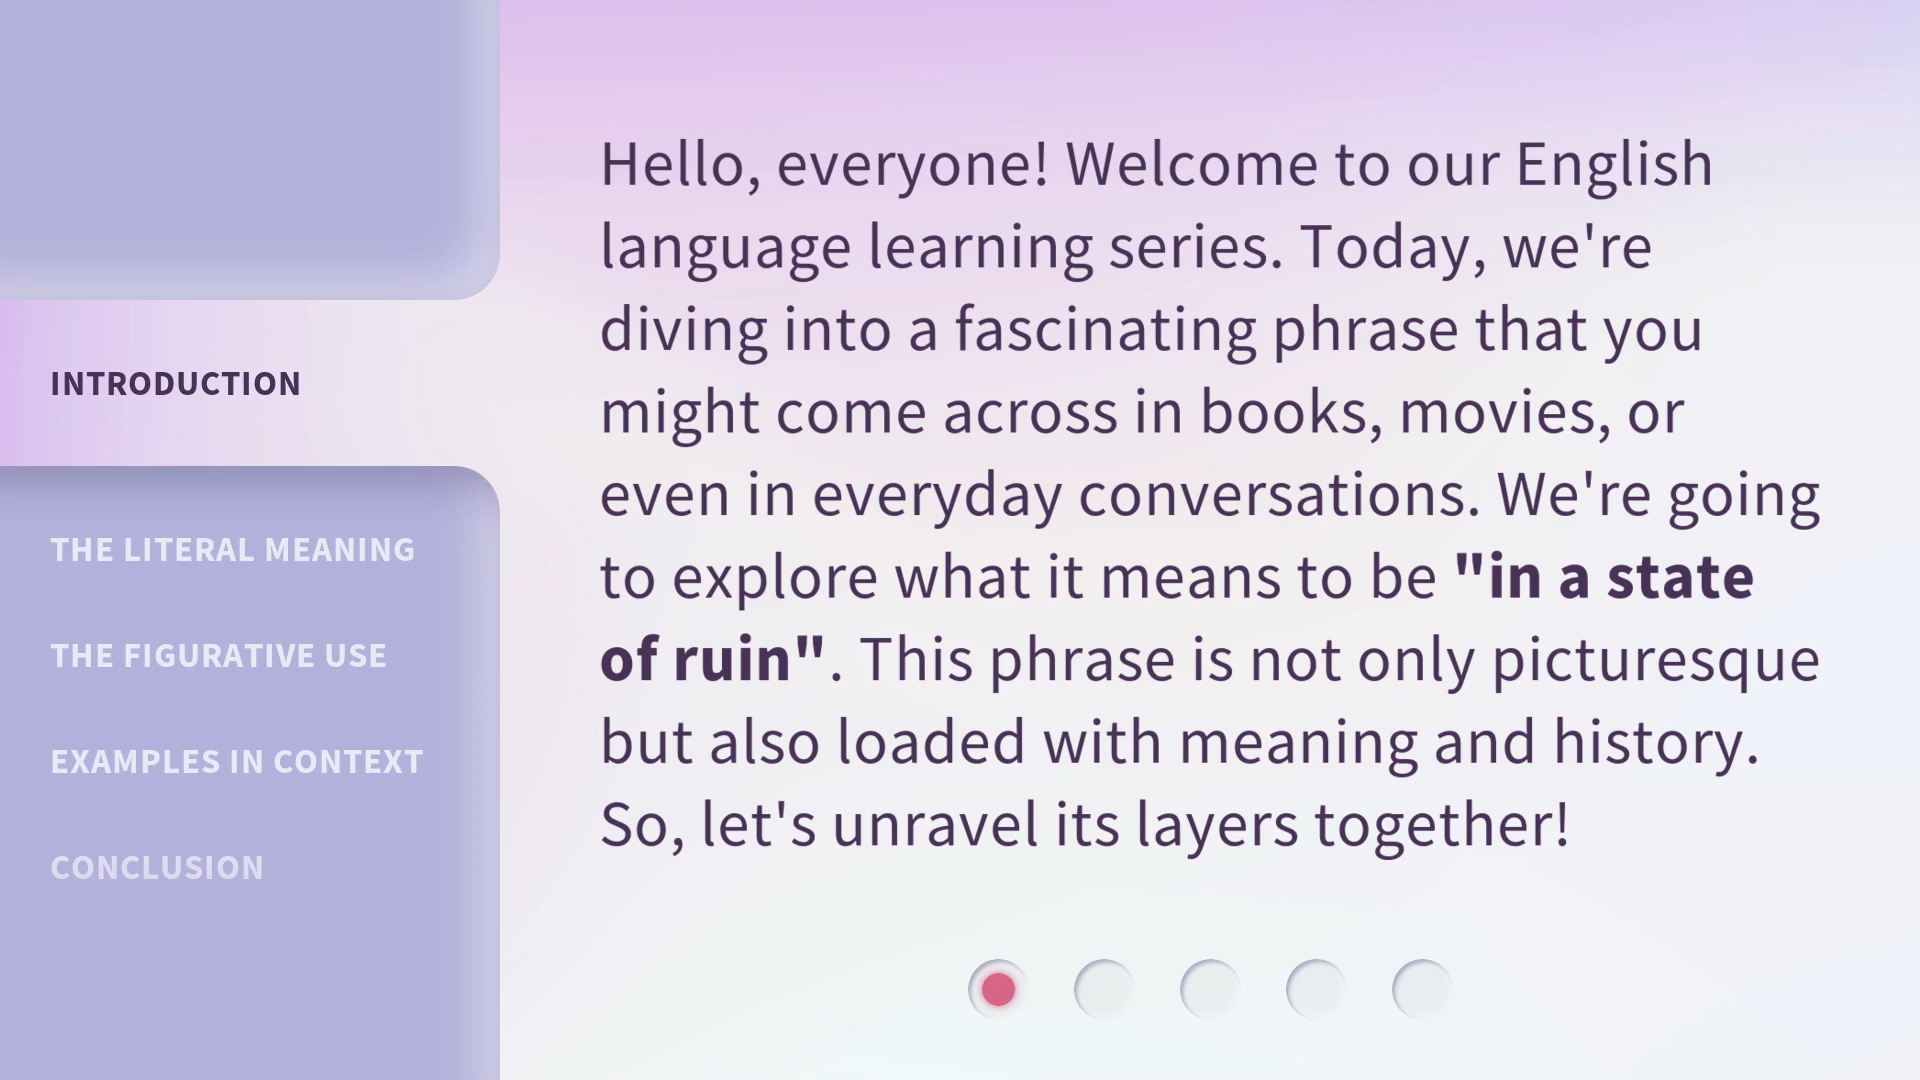 INTRODUCTION
THE LITERAL MEANING
THE FIGURATIVE USE
EXAMPLES IN CONTEXT
CONCLUSION
Hello, everyone! Welcome to our English
language learning series. Today, we're
diving into a fascinating phrase that you
might come across in books, movies, or
even in everyday conversations. We're going
to explore what it means to be "in a state
of ruin". This phrase is not only picturesque
but also loaded with meaning and history.
So, let's unravel its layers together!